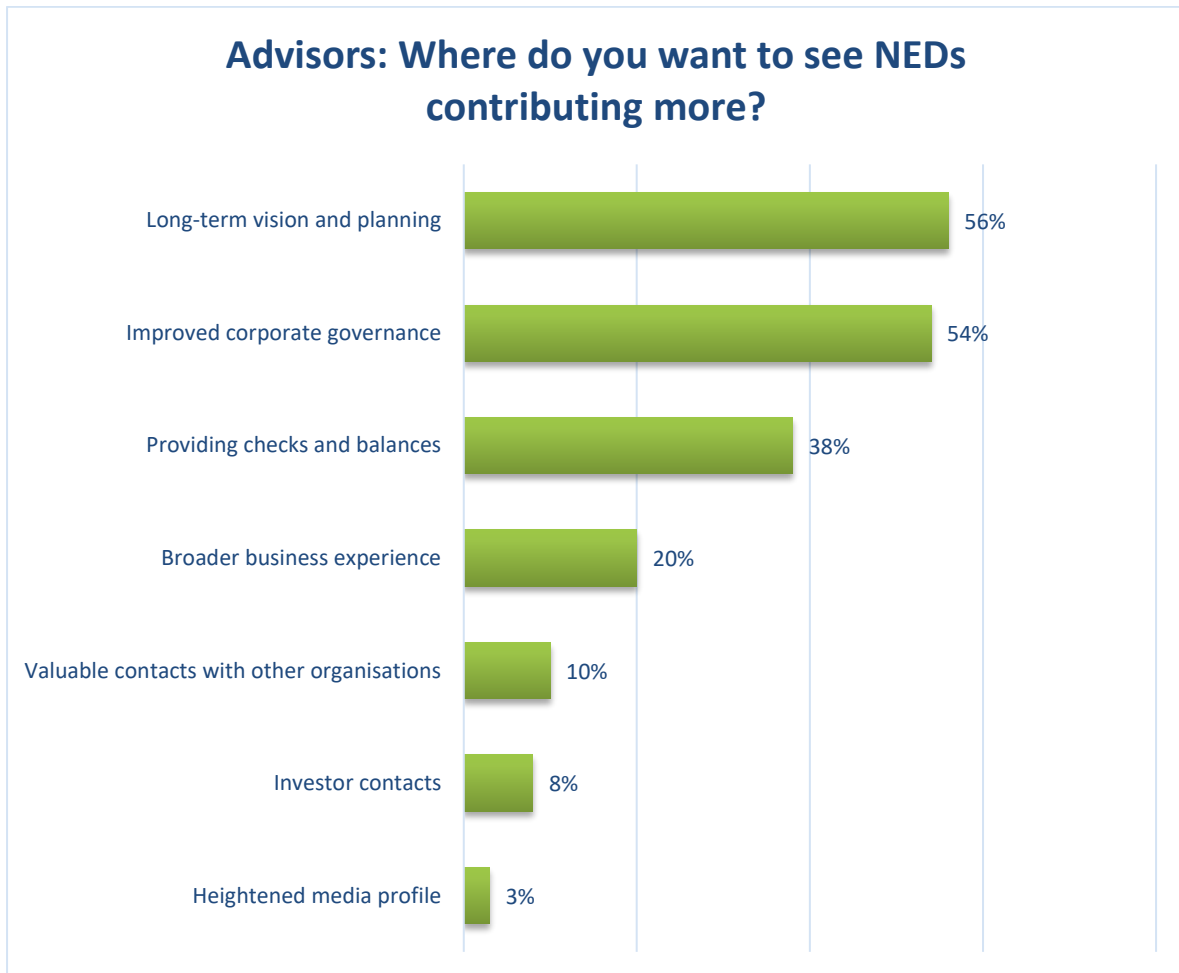 Advisors: Where do you want to see NEDs
contributing more?
Long-term vision and planning
56%
Improved corporate governance
54%
Providing checks and balances
38%
Broader business experience
20%
Valuable contacts with other organisations
10%
Investor contacts
8%
Heightened media profile
3%